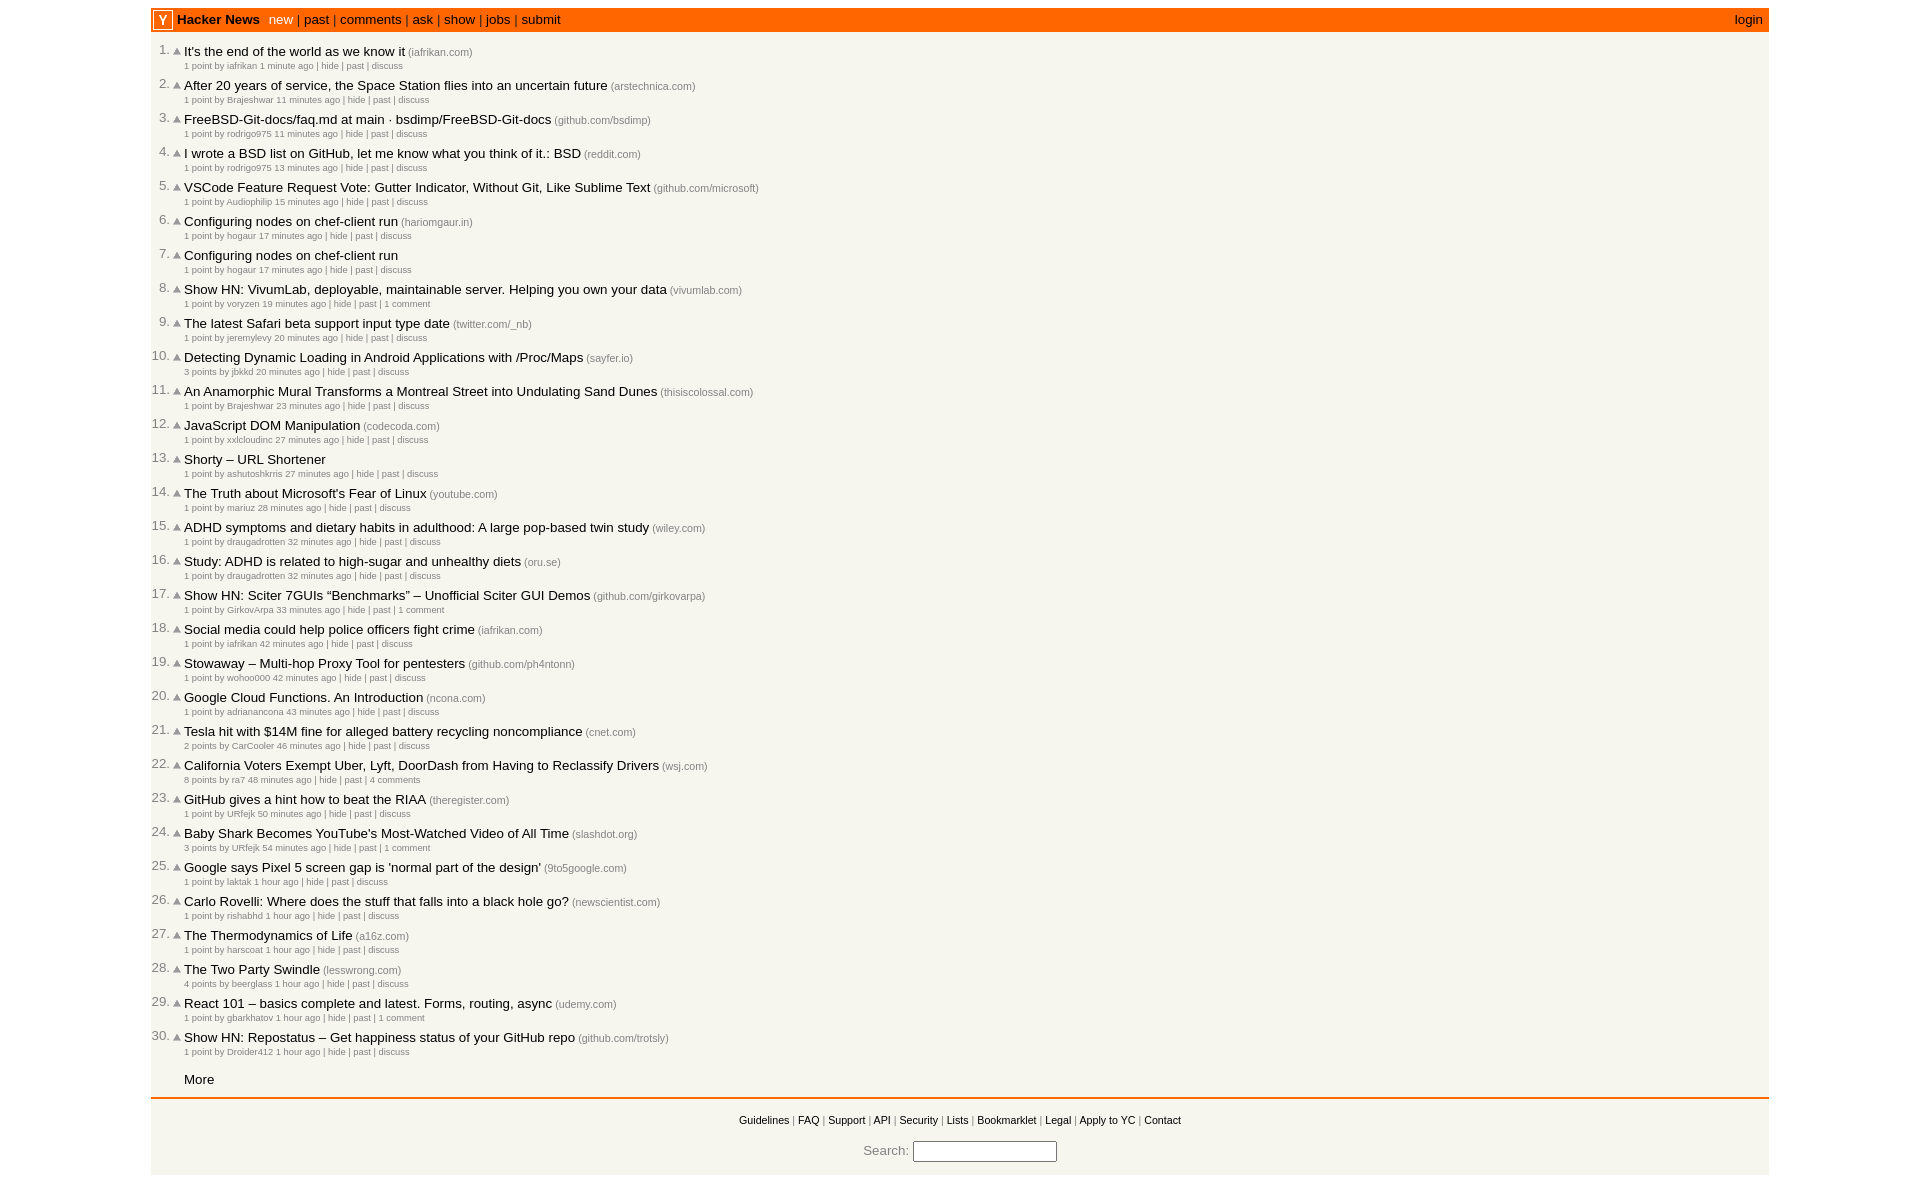 Y Hacker News new | past | comments | ask | show | jobs | submit login
1. It's the end of the world as we know it (iafrikan.com)
1 point by iafrikan 1 minute ago | hide | past | discuss
2. After 20 years of service, the Space Station flies into an uncertain future (arstechnica.com)
1 point by Brajeshwar 11 minutes ago | hide | past | discuss
3. FreeBSD-Git-docs/faq.md at main · bsdimp/FreeBSD-Git-docs (github.com/bsdimp)
1 point by rodrigo975 11 minutes ago | hide | past | discuss
4. I wrote a BSD list on GitHub, let me know what you think of it.: BSD (reddit.com)
1 point by rodrigo975 13 minutes ago | hide | past | discuss
5. VSCode Feature Request Vote: Gutter Indicator, Without Git, Like Sublime Text (github.com/microsoft)
1 point by Audiophilip 15 minutes ago | hide | past | discuss
6. Configuring nodes on chef-client run (hariomgaur.in)
1 point by hogaur 17 minutes ago | hide | past | discuss
7. Configuring nodes on chef-client run
1 point by hogaur 17 minutes ago | hide | past | discuss
8. Show HN: VivumLab, deployable, maintainable server. Helping you own your data (vivumlab.com)
1 point by voryzen 19 minutes ago | hide | past | 1 comment
9. The latest Safari beta support input type date (twitter.com/_nb)
1 point by jeremylevy 20 minutes ago | hide | past | discuss
10. Detecting Dynamic Loading in Android Applications with /Proc/Maps (sayfer.io)
3 points by jbkkd 20 minutes ago | hide | past | discuss
11. An Anamorphic Mural Transforms a Montreal Street into Undulating Sand Dunes (thisiscolossal.com)
1 point by Brajeshwar 23 minutes ago | hide | past | discuss
12. JavaScript DOM Manipulation (codecoda.com)
1 point by xxlcloudinc 27 minutes ago | hide | past | discuss
13. Shorty – URL Shortener
1 point by ashutoshkrris 27 minutes ago | hide | past | discuss
14. The Truth about Microsoft's Fear of Linux (youtube.com)
1 point by mariuz 28 minutes ago | hide | past | discuss
15. ADHD symptoms and dietary habits in adulthood: A large pop-based twin study (wiley.com)
1 point by draugadrotten 32 minutes ago | hide | past | discuss
16. Study: ADHD is related to high-sugar and unhealthy diets (oru.se)
1 point by draugadrotten 32 minutes ago | hide | past | discuss
17. Show HN: Sciter 7GUIs “Benchmarks” – Unofficial Sciter GUI Demos (github.com/girkovarpa)
1 point by GirkovArpa 33 minutes ago | hide | past | 1 comment
18. Social media could help police officers fight crime (iafrikan.com)
1 point by iafrikan 42 minutes ago | hide | past | discuss
19. Stowaway – Multi-hop Proxy Tool for pentesters (github.com/ph4ntonn)
1 point by wohoo000 42 minutes ago | hide | past | discuss
20. Google Cloud Functions. An Introduction (ncona.com)
1 point by adrianancona 43 minutes ago | hide | past | discuss
21. Tesla hit with $14M fine for alleged battery recycling noncompliance (cnet.com)
2 points by CarCooler 46 minutes ago | hide | past | discuss
22. California Voters Exempt Uber, Lyft, DoorDash from Having to Reclassify Drivers (wsj.com)
8 points by ra7 48 minutes ago | hide | past | 4 comments
23. GitHub gives a hint how to beat the RIAA (theregister.com)
1 point by URfejk 50 minutes ago | hide | past | discuss
24. Baby Shark Becomes YouTube's Most-Watched Video of All Time (slashdot.org)
3 points by URfejk 54 minutes ago | hide | past | 1 comment
25. Google says Pixel 5 screen gap is 'normal part of the design' (9to5google.com)
1 point by laktak 1 hour ago | hide | past | discuss
26. Carlo Rovelli: Where does the stuff that falls into a black hole go? (newscientist.com)
1 point by rishabhd 1 hour ago | hide | past | discuss
27. The Thermodynamics of Life (a16z.com)
1 point by harscoat 1 hour ago | hide | past | discuss
28. The Two Party Swindle (lesswrong.com)
4 points by beerglass 1 hour ago | hide | past | discuss
29. React 101 – basics complete and latest. Forms, routing, async (udemy.com)
1 point by gbarkhatov 1 hour ago | hide | past | 1 comment
30. Show HN: Repostatus – Get happiness status of your GitHub repo (github.com/trotsly)
1 point by Droider412 1 hour ago | hide | past | discuss
More
Guidelines | FAQ | Support | API | Security | Lists | Bookmarklet | Legal | Apply to YC | Contact
Search: